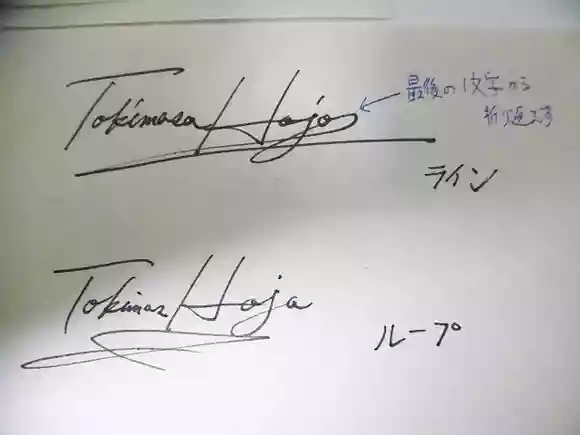 Tokimasa Hojo
最後の1文字から
折り返す
ライン
Tokimasa Hojo
ループ